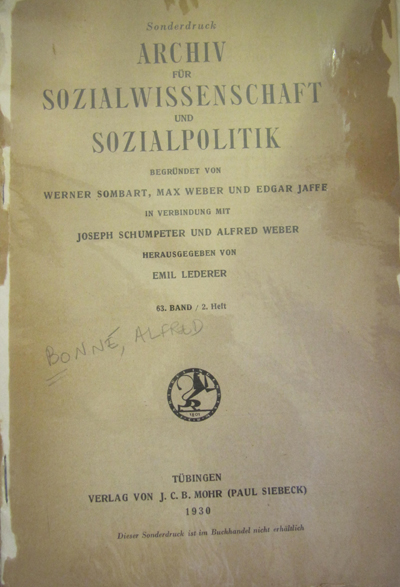 Sonderdruck
ARCHIV
FÜR
SOZIALWISSENSCHAFT
UND
SOZIALPOLITIK
BEGRÜNDET VON
WERNER SOMBART, MAX WEBER UND EDGAR JAFFE
IN VERBINDUNG MIT
JOSEPH SCHUMPETER UND ALFRED WEBER
HERAUSGEGEBEN VON
EMIL LEDERER
63. BAND / 2. Heft
BONNÉ, ALFRED
TÜBINGEN
VERLAG VON J. C. B. MOHR (PAUL SIEBECK)
1930
Dieser Sonderdruck ist im Buchhandel nicht erhältlich